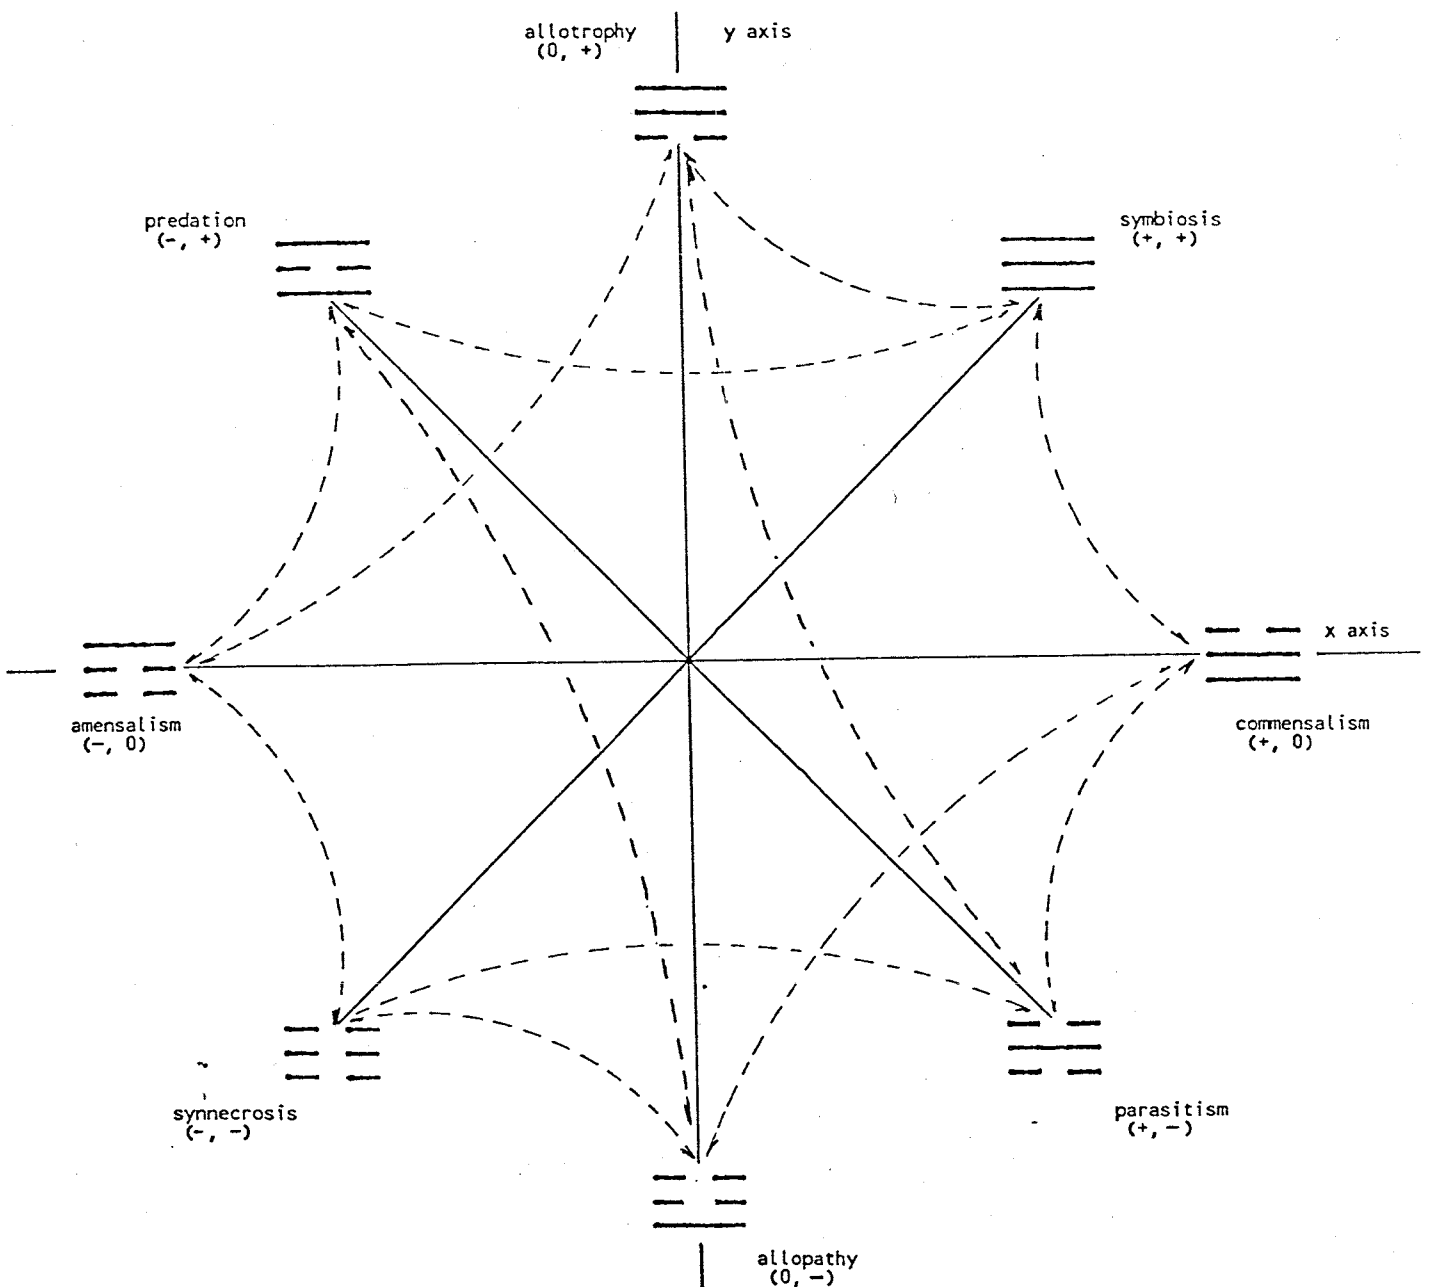 allotrophy
(0, +)
y axis
predation
(-, +)
symbiosis
(+, +)
x axis
amensalism
(-, 0)
commensalism
(+, 0)
synnecrosis
(-, -)
parasitism
(+, -)
allopathy
(0, -)